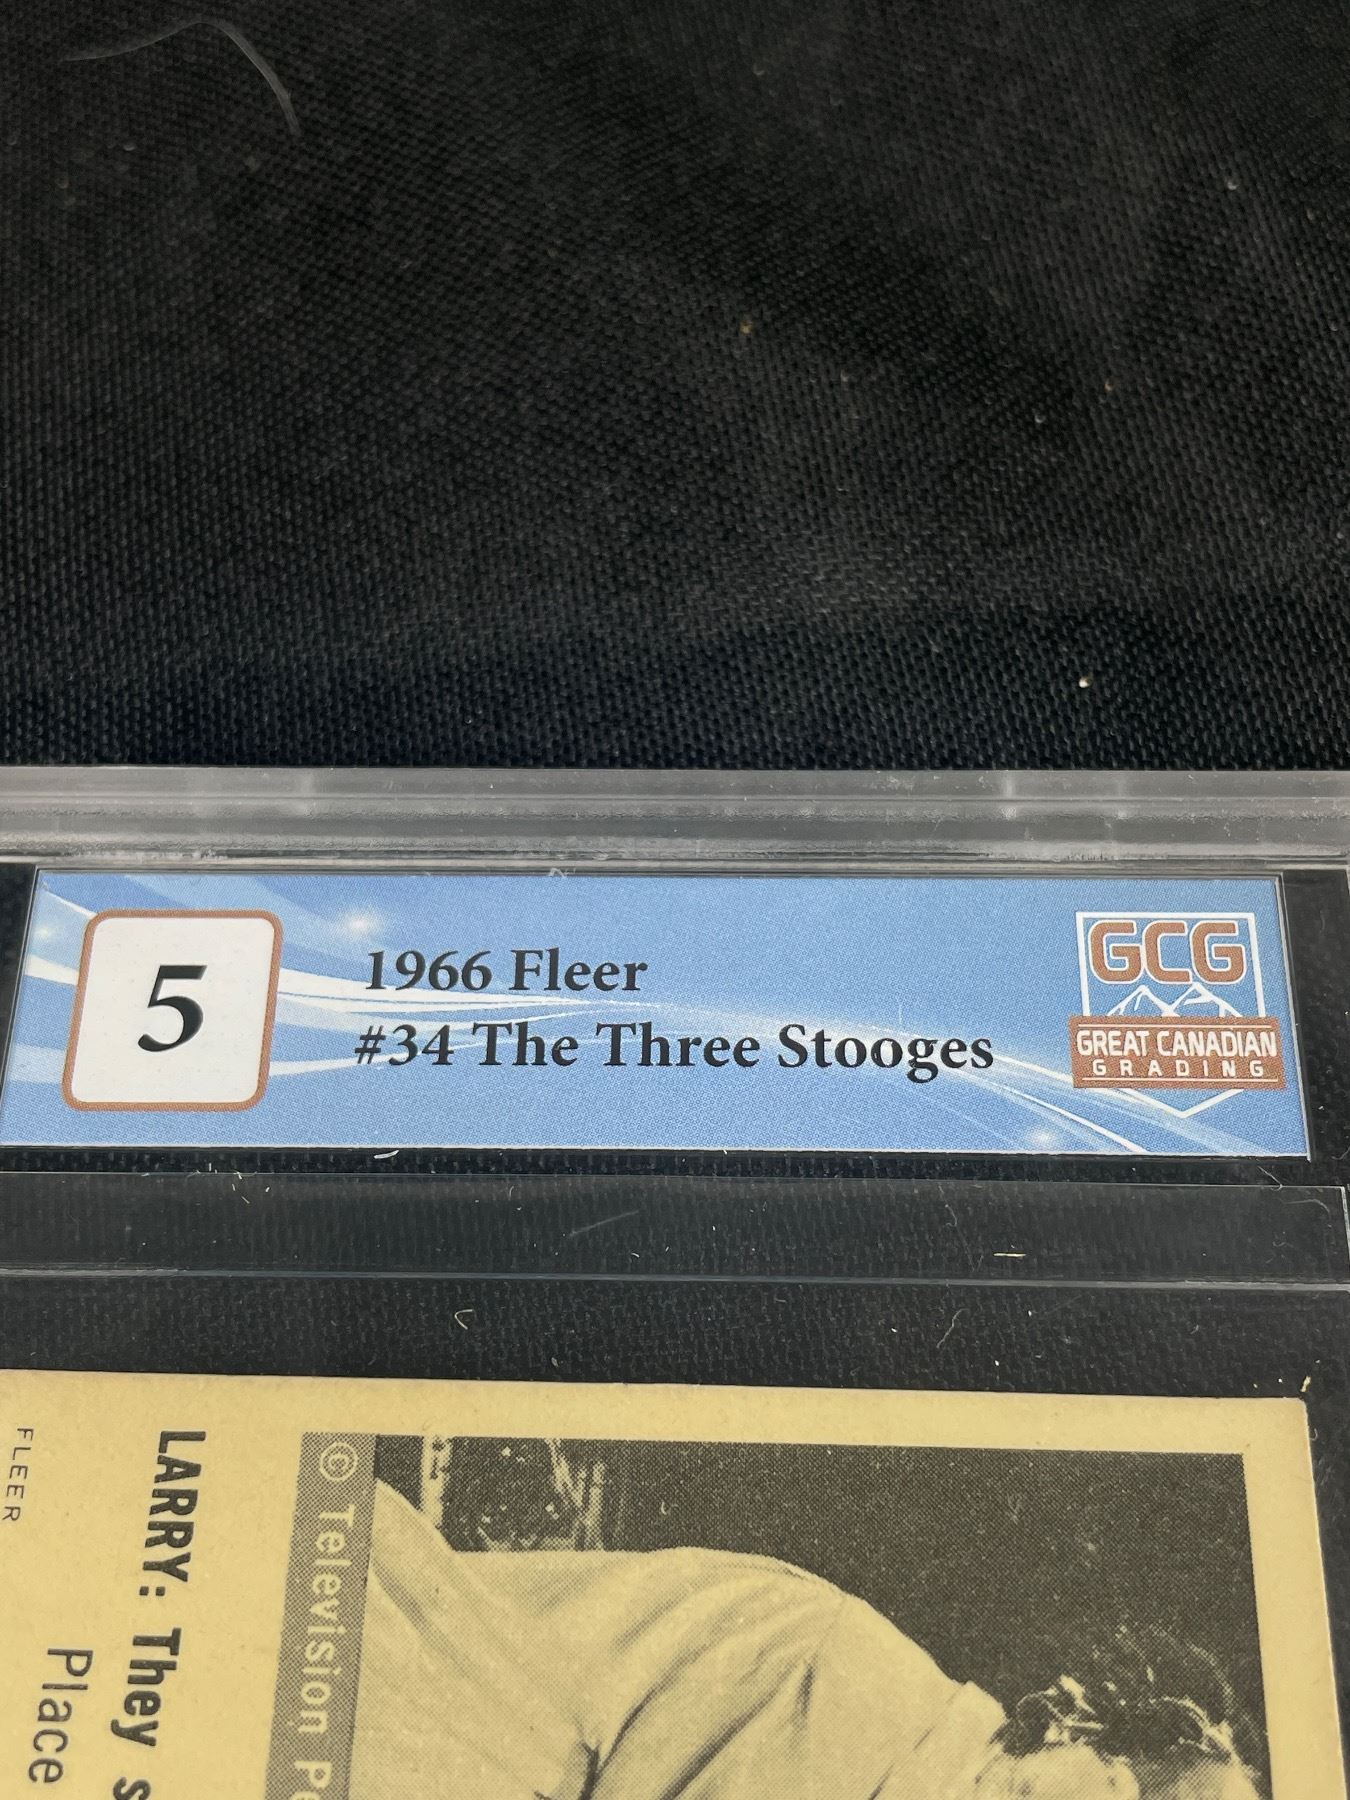 5
1966 Fleer
#34 The Three Stooges
GCG
GREAT CANADIAN
GRADING
© Television
LARRY: They
Place
FLEER